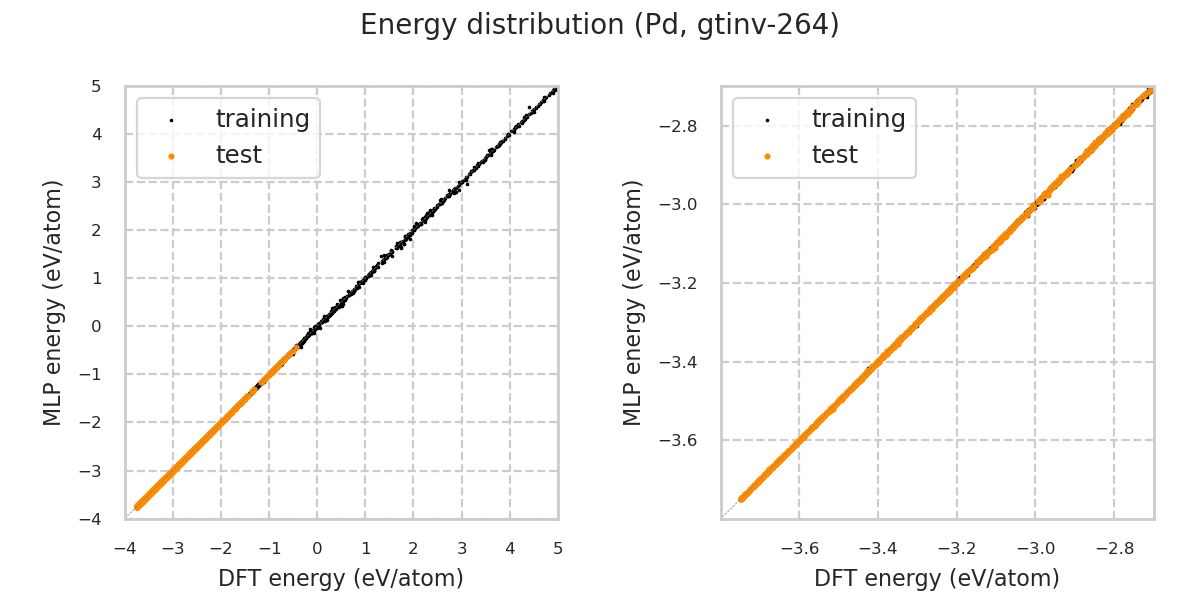 Energy distribution (Pd, gtinv-264)
training
test
MLP energy (eV/atom)
5
4
3
2
1
0
−1
−2
−3
−4
−4 −3 −2 −1 0 1 2 3 4 5
DFT energy (eV/atom)
training
test
MLP energy (eV/atom)
−2.8
−3.0
−3.2
−3.4
−3.6
−3.6 −3.4 −3.2 −3.0 −2.8
DFT energy (eV/atom)